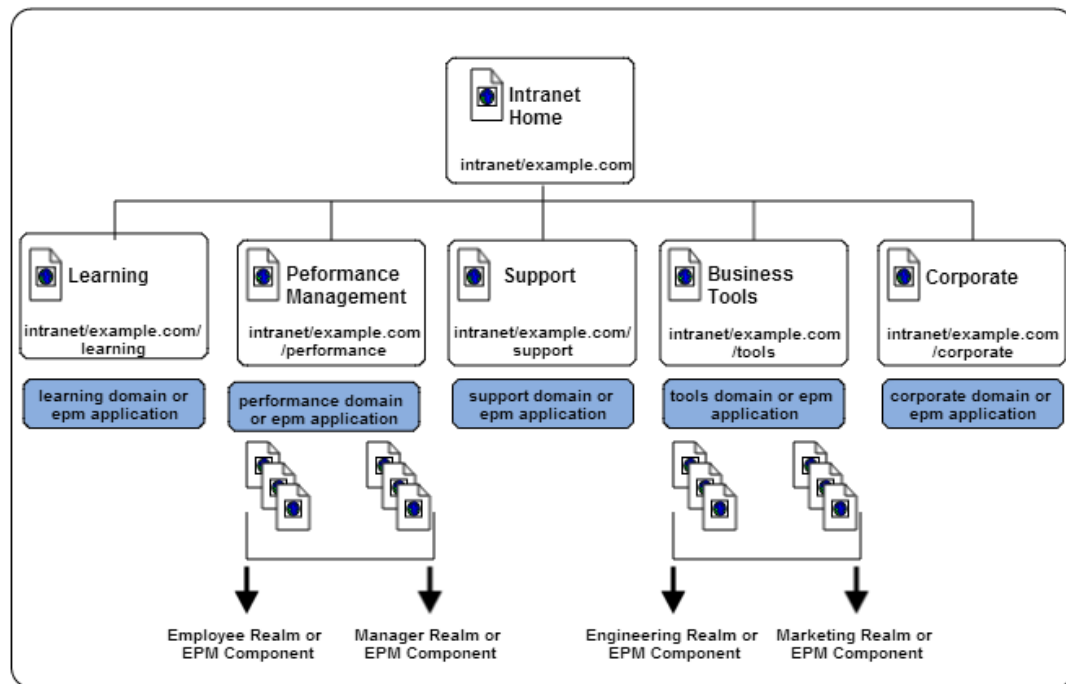 Intranet
Home
intranet/example.com
Learning
intranet/example.com/
learning
Peformance
Management
intranet/example.com
/performance
Support
intranet/example.com/
support
Business
Tools
intranet/example.com
/tools
Corporate
intranet/example.com
/corporate
learning domain or
epm application
performance domain
or epm application
support domain or
epm application
tools domain or epm
application
corporate domain or
epm application
Employee Realm or
EPM Component
Manager Realm or
EPM Component
Engineering Realm or
EPM Component
Marketing Realm or
EPM Component